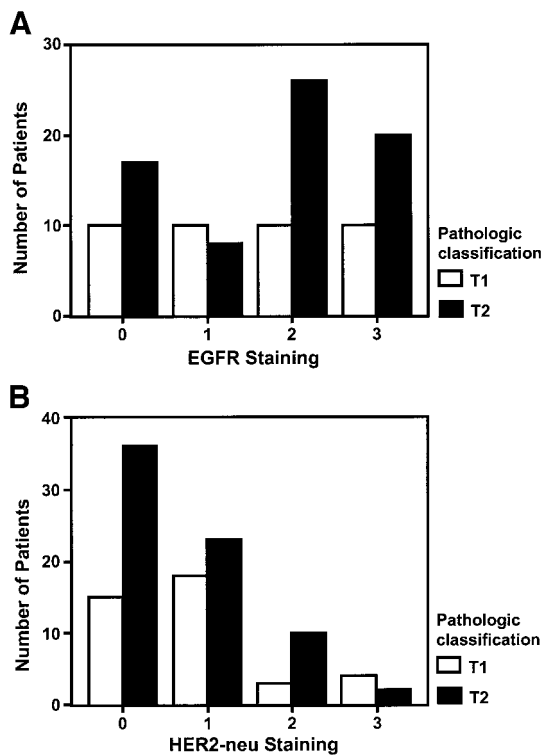 A
30
20
10
0
Number of Patients
0 1 2 3
EGFR Staining
Pathologic
classification
T1
T2
B
40
30
20
10
0
Number of Patients
0 1 2 3
HER2-neu Staining
Pathologic
classification
T1
T2